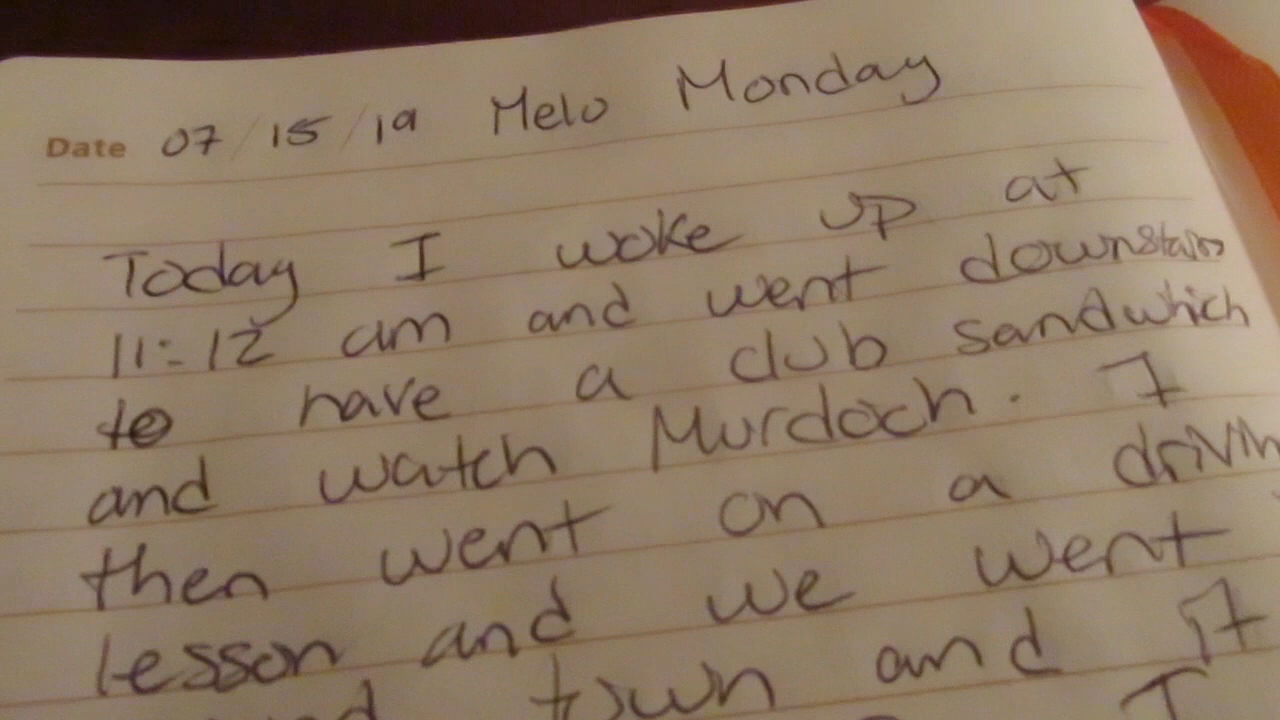 Date 07/15/19 Melo Monday
Today I woke up at
11:12 am and went downstairs
to have a club sandwhich
and watch Murdoch. I
then went on a drivin
lesson and we went
town and it
I